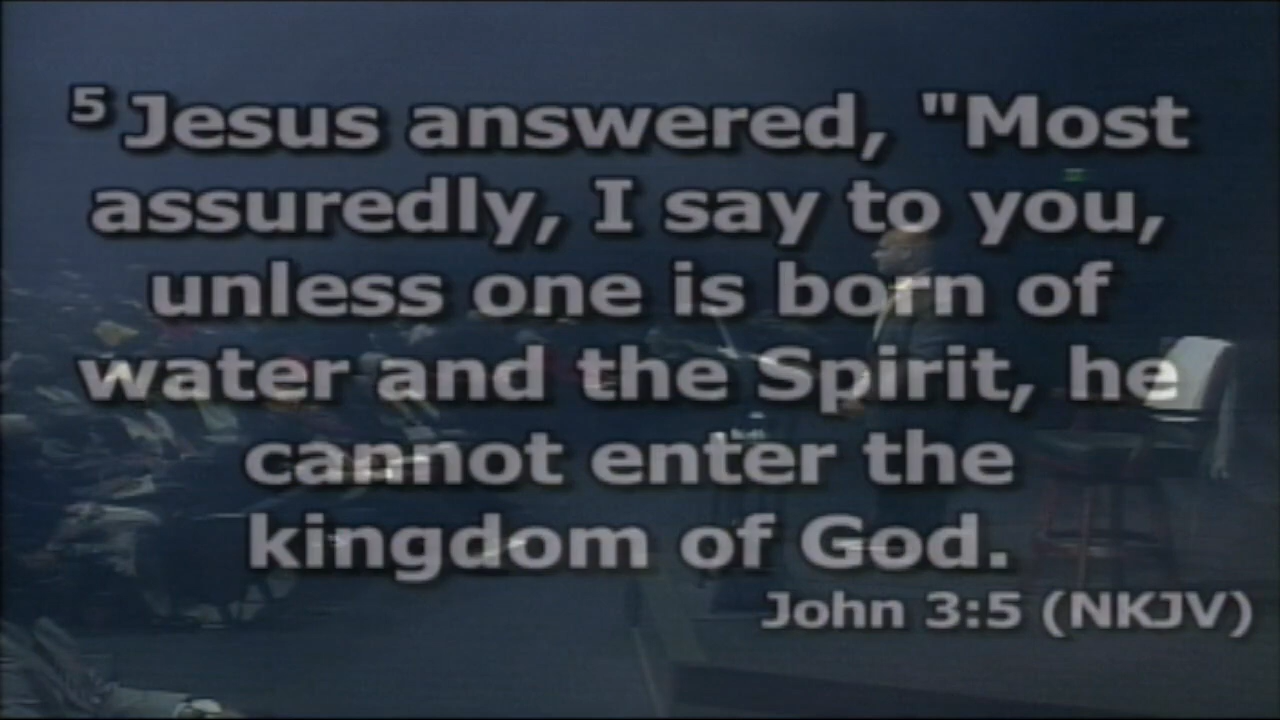 5 Jesus answered, "Most
assuredly, I say to you,
unless one is born of
water and the Spirit, he
cannot enter the
kingdom of God.
John 3:5 (NKJV)